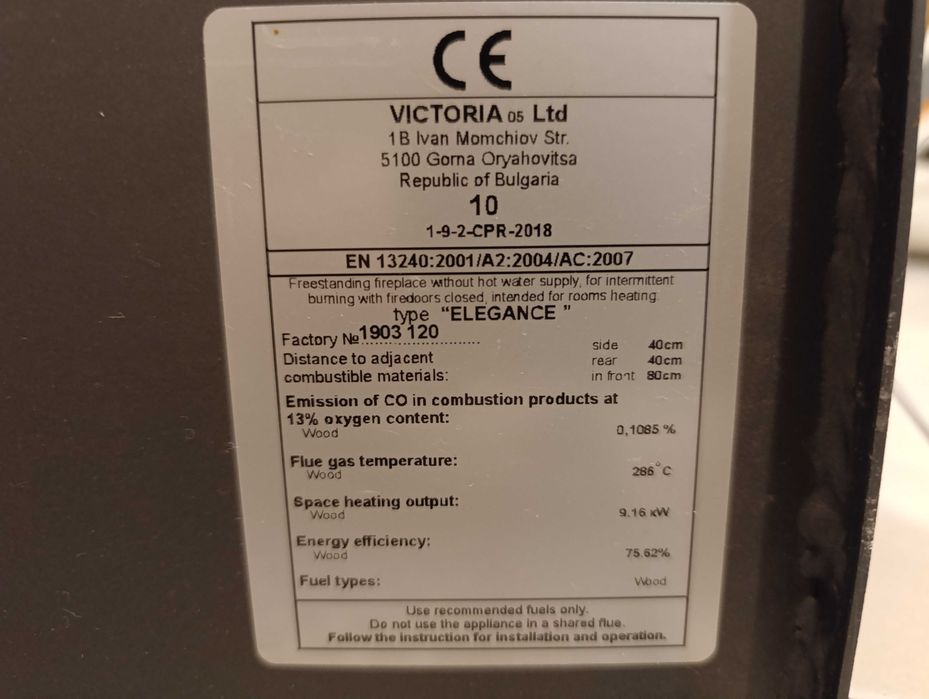 CE
VICTORIA 05 Ltd
1B Ivan Momchiov Str.
5100 Gorna Oryahovitsa
Republic of Bulgaria
10
1-9-2-CPR-2018
EN 13240:2001/A2:2004/AC:2007
Freestanding fireplace without hot water supply, for intermittent
burning with firedoors closed, intended for rooms heating.
type "ELEGANCE "
Factory № 1903 120
Distance to adjacent
combustible materials:
side 40cm
rear 40cm
in front 80cm
Emission of CO in combustion products at
13% oxygen content:
Wood 0,1085 %
Flue gas temperature:
Wood 286°C
Space heating output:
Wood 9.16 kW
Energy efficiency:
Wood 75.62%
Fuel types: Wood
Use recommended fuels only.
Do not use the appliance in a shared flue.
Follow the instruction for installation and operation.